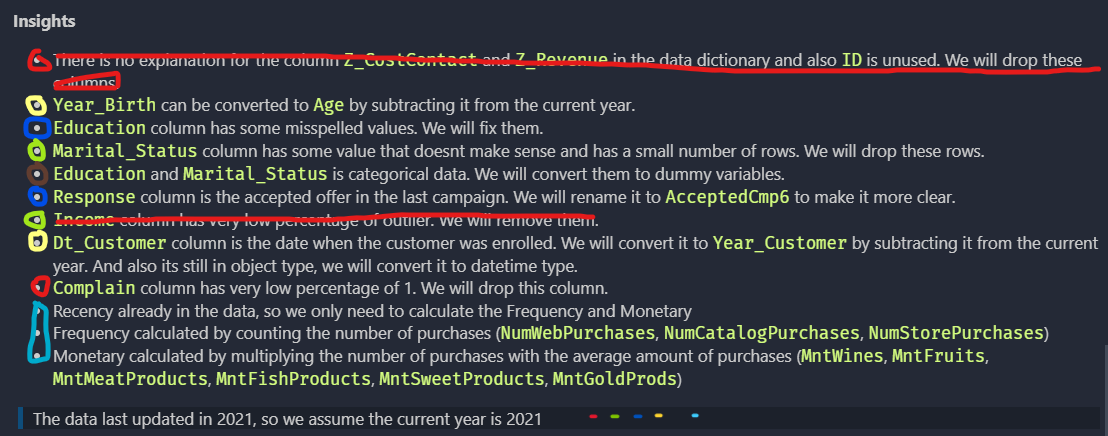 Insights
There is no explanation for the column Z_CostContact and Z_Revenue in the data dictionary and also ID is unused. We will drop these
columns.
Year_Birth can be converted to Age by subtracting it from the current year.
Education column has some misspelled values. We will fix them.
Marital_Status column has some value that doesnt make sense and has a small number of rows. We will drop these rows.
Education and Marital_Status is categorical data. We will convert them to dummy variables.
Response column is the accepted offer in the last campaign. We will rename it to AcceptedCmp6 to make it more clear.
Income column has very low percentage of outlier. We will remove them.
Dt_Customer column is the date when the customer was enrolled. We will convert it to Year_Customer by subtracting it from the current
year. And also its still in object type, we will convert it to datetime type.
Complain column has very low percentage of 1. We will drop this column.
Recency already in the data, so we only need to calculate the Frequency and Monetary
Frequency calculated by counting the number of purchases (NumWebPurchases, NumCatalogPurchases, NumStorePurchases)
Monetary calculated by multiplying the number of purchases with the average amount of purchases (MntWines, MntFruits,
MntMeatProducts, MntFishProducts, MntSweetProducts, MntGoldProds)
The data last updated in 2021, so we assume the current year is 2021